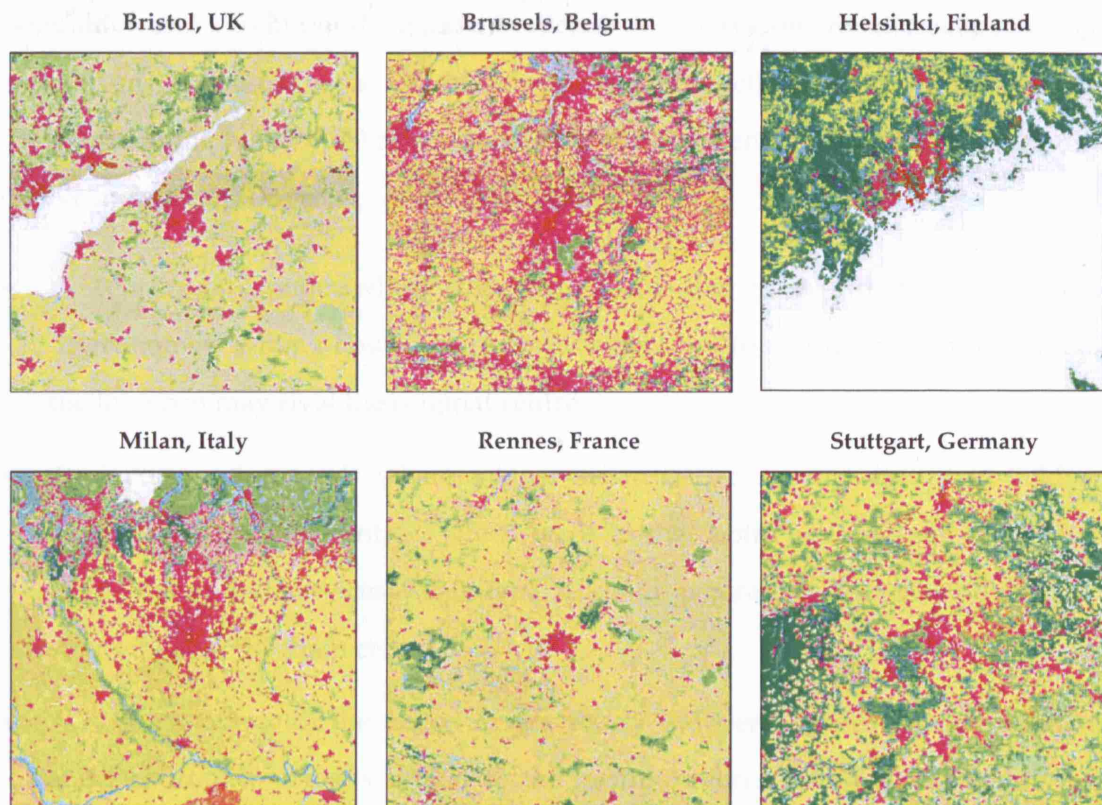 Bristol, UK
Brussels, Belgium
Helsinki, Finland
Milan, Italy
Rennes, France
Stuttgart, Germany